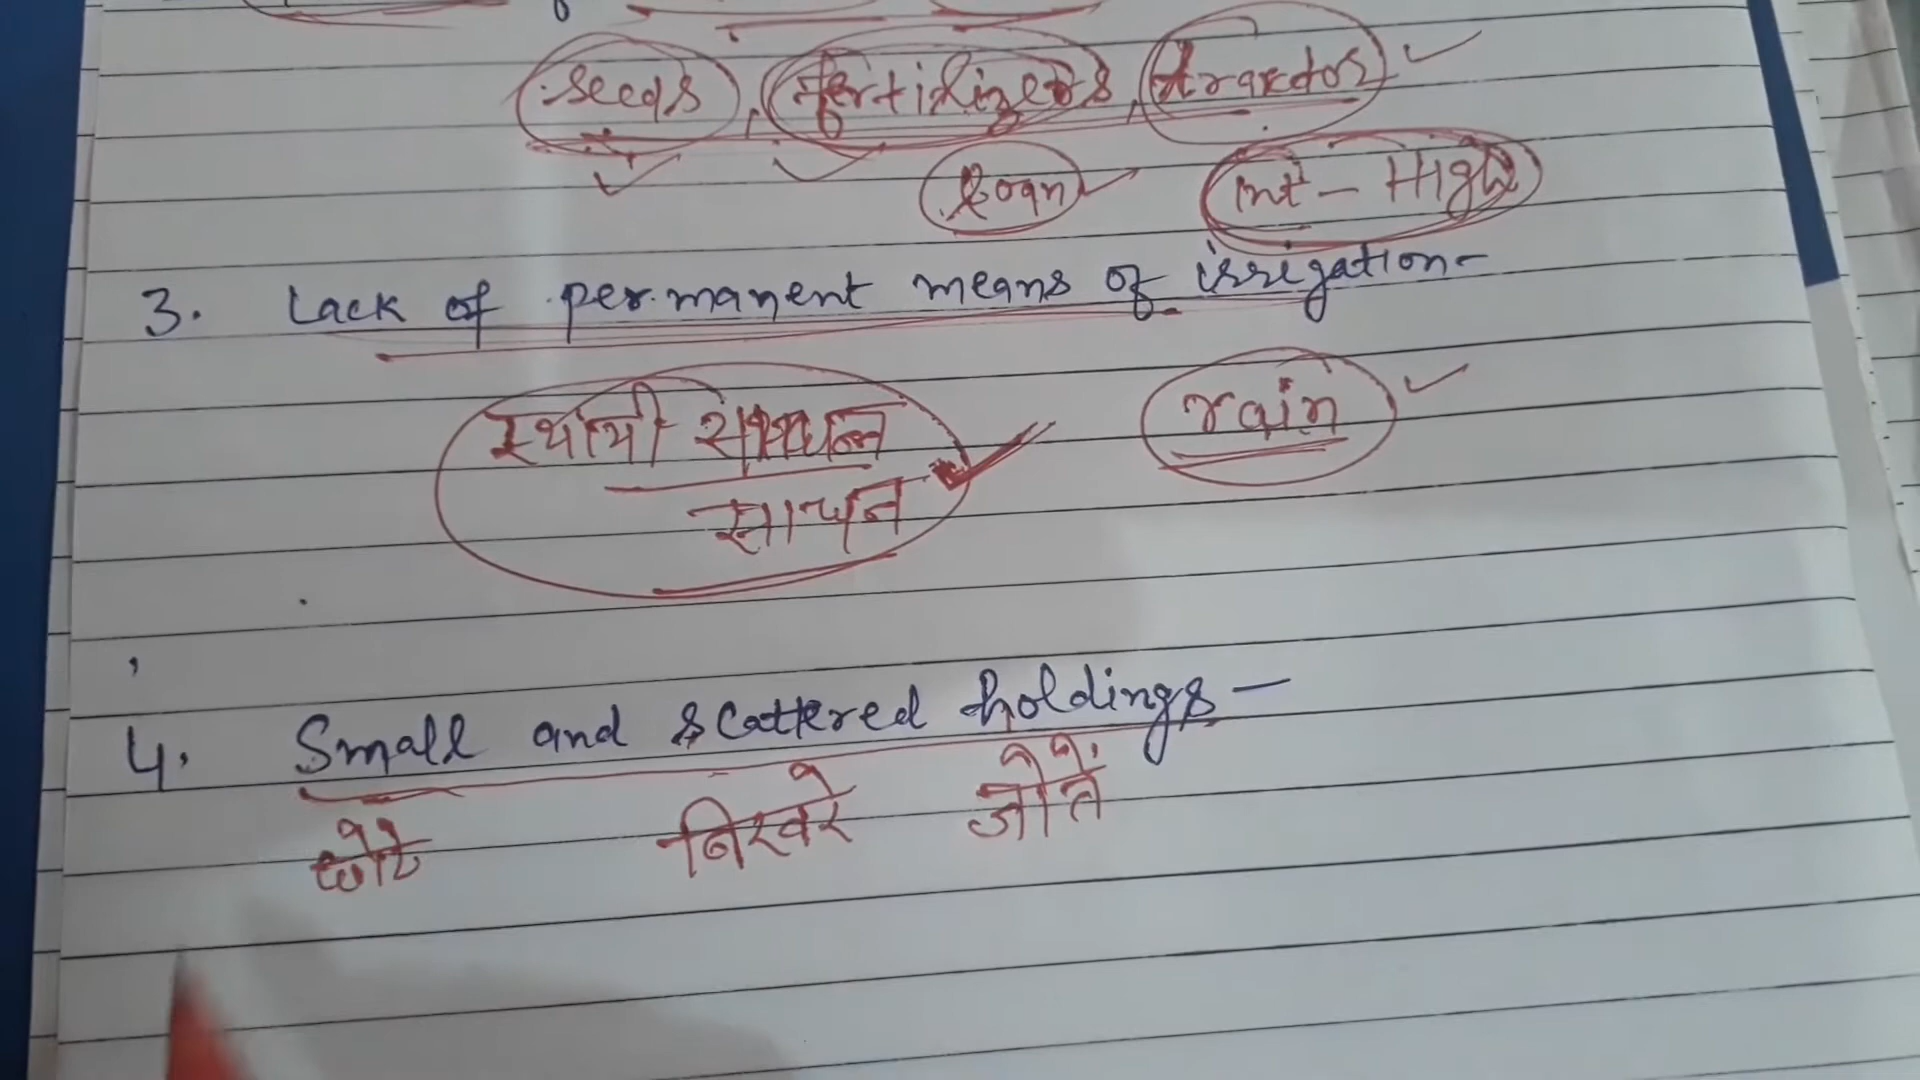 seeds, fertilizers, tractor
loan int - High
3. Lack of permanent means of irrigation-
स्थायी rain
साधन
4. Small and scattered holdings-
छोटे बिखरे जोतें